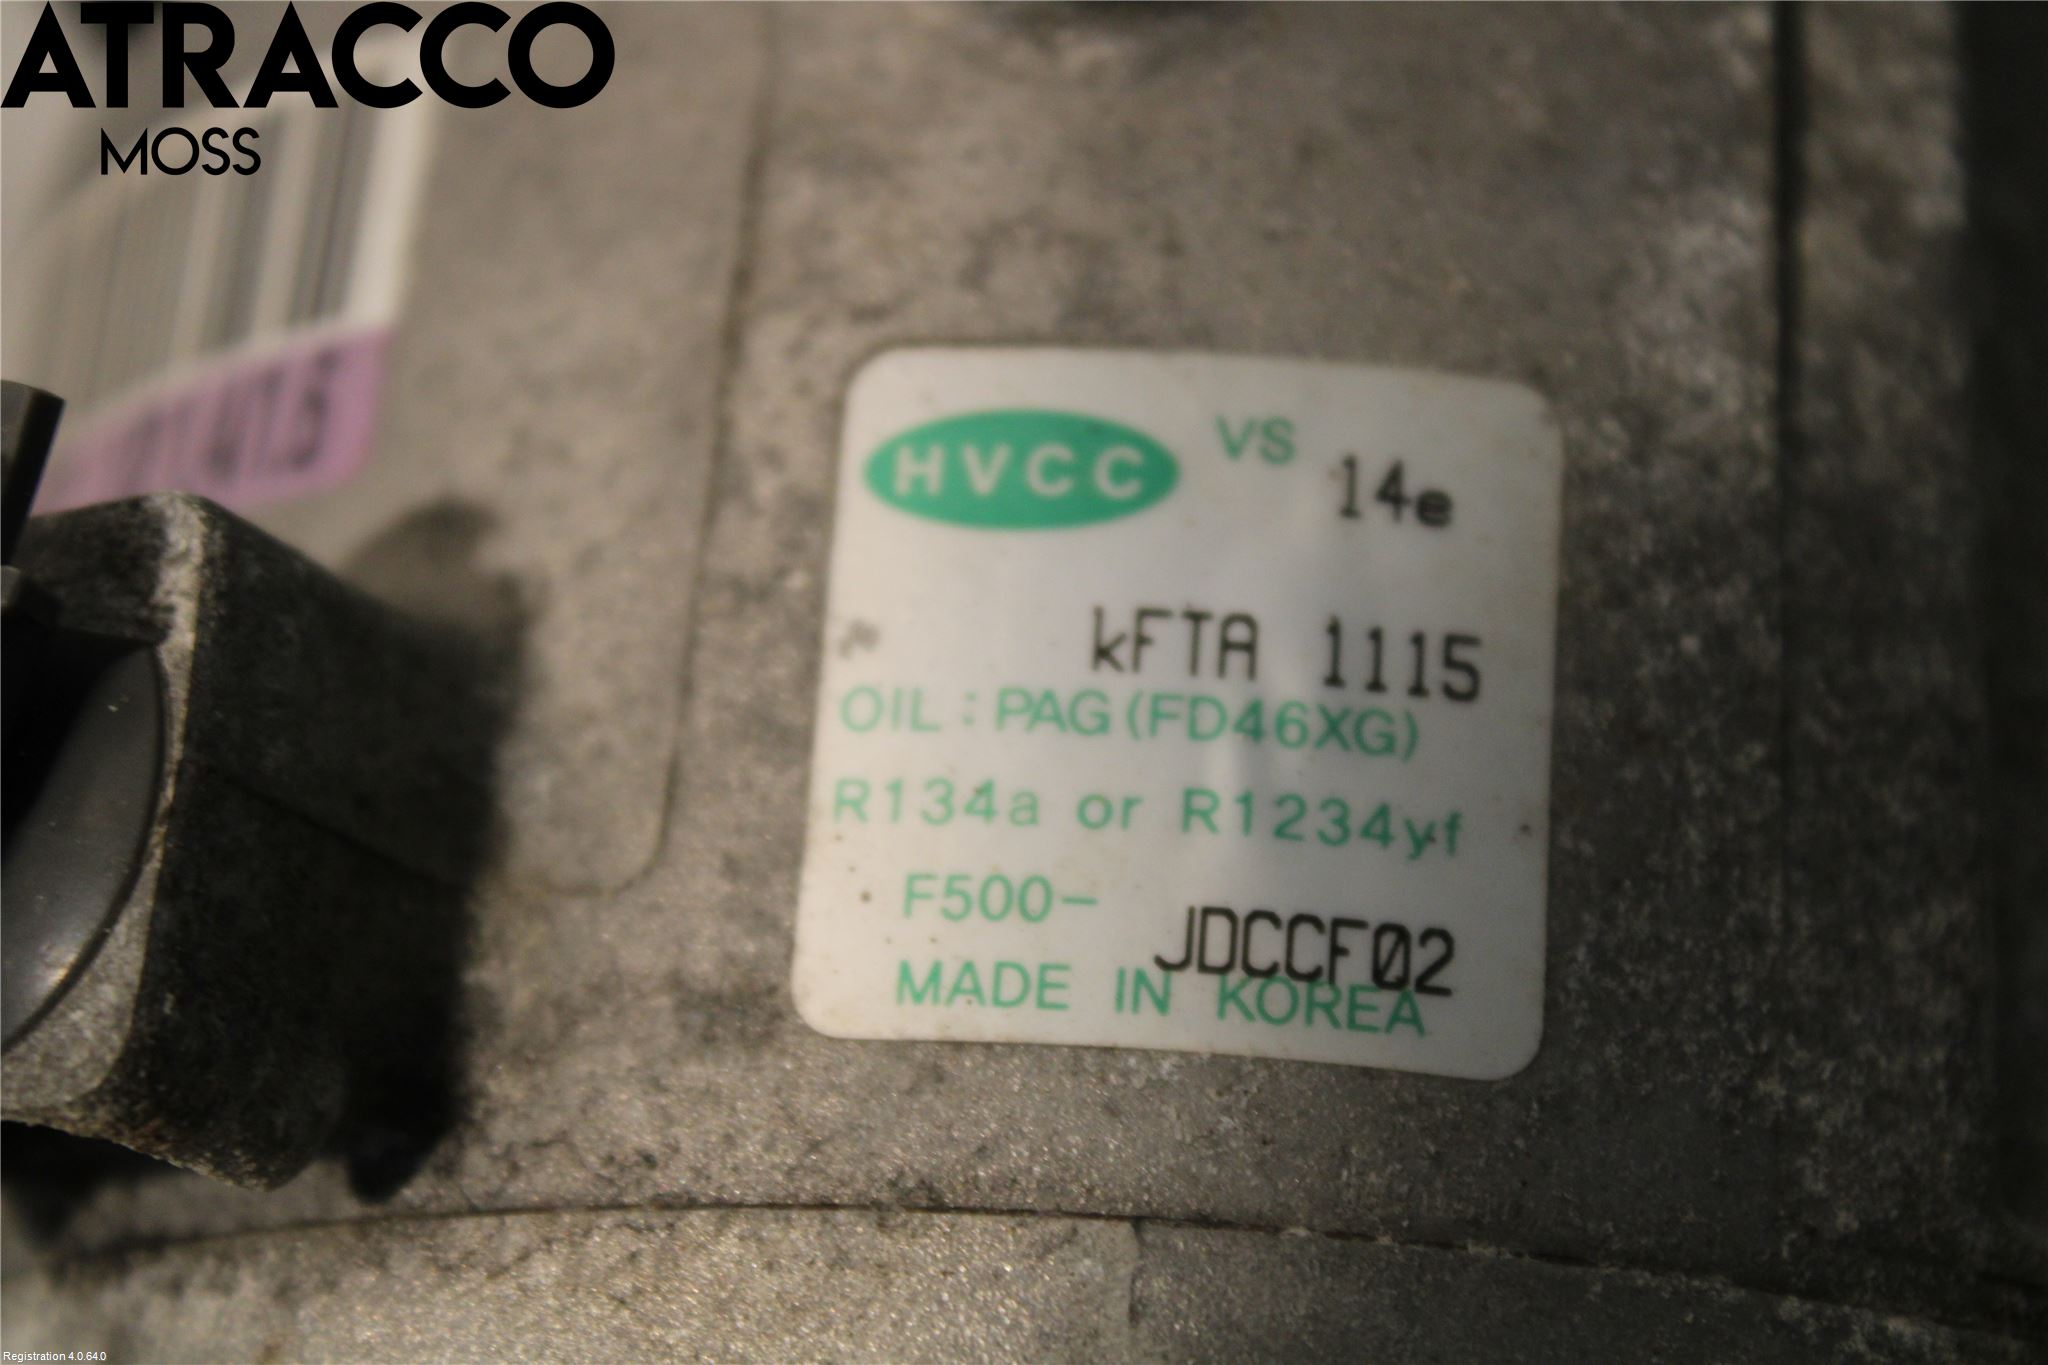 ATRACCO
MOSS
HVCC VS 14e
kFTA 1115
OIL : PAG (FD46XG)
R134a or R1234yf
F500- JDCCF02
MADE IN KOREA
Registration 4.0.64.0